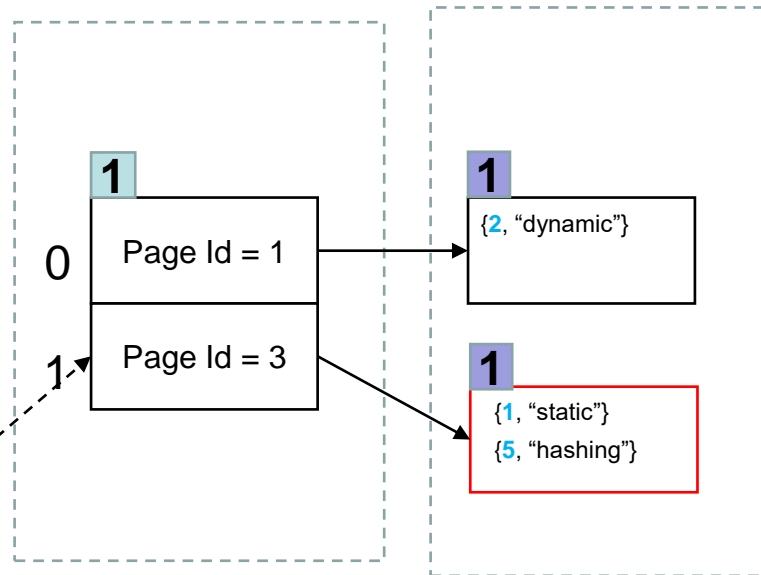 1
0
Page Id = 1
1
Page Id = 3
1
{2, “dynamic”}
1
{1, “static”}
{5, “hashing”}